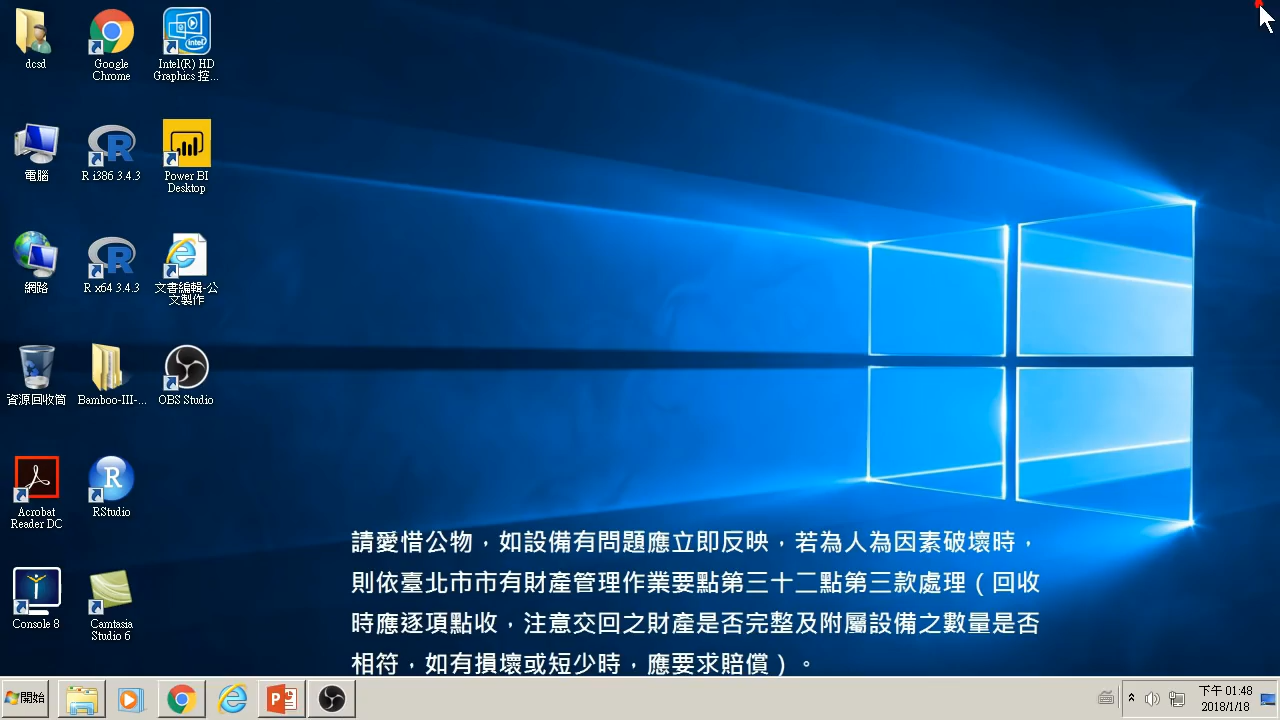 dcsd
Google
Chrome
Intel(R) HD
Graphics 控...
電腦
R i386 3.4.3
Power BI
Desktop
網路
R x64 3.4.3
文書編輯-公
文製作
資源回收筒
Bamboo-III-...
OBS Studio
Acrobat
Reader DC
RStudio
Console 8
Camtasia
Studio 6
請愛惜公物，如設備有問題應立即反映，若為人為因素破壞時，
則依臺北市市有財產管理作業要點第三十二點第三款處理（回收
時應逐項點收，注意交回之財產是否完整及附屬設備之數量是否
相符，如有損壞或短少時，應要求賠償）。
開始
下午 01:48
2018/1/18